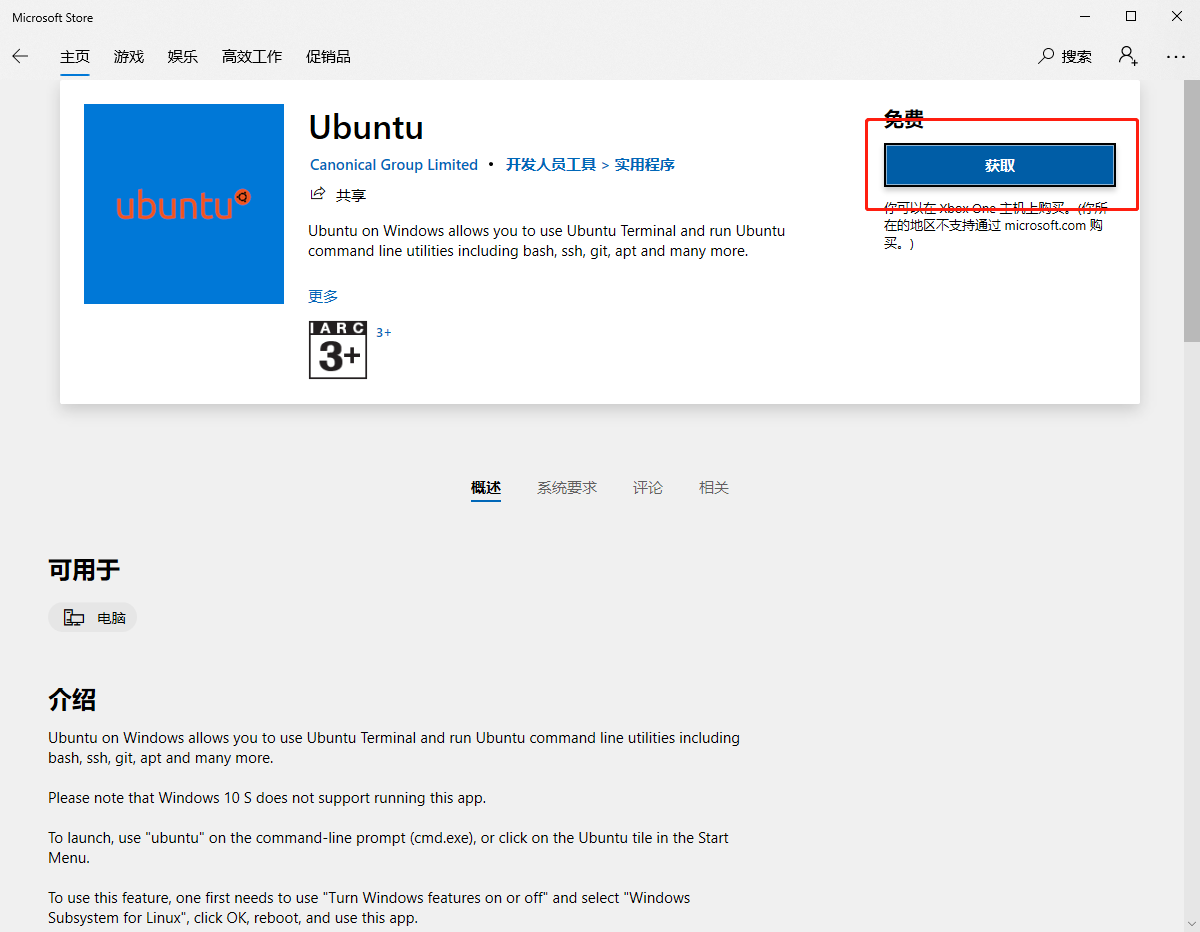 Microsoft Store
主页 游戏 娱乐 高效工作 促销品 搜索
ubuntu
Ubuntu
Canonical Group Limited • 开发人员工具 > 实用程序
共享
Ubuntu on Windows allows you to use Ubuntu Terminal and run Ubuntu
command line utilities including bash, ssh, git, apt and many more.
更多
IARC
3+
3+
免费
获取
你可以在 Xbox One 主机上购买。(你所
在的地区不支持通过 microsoft.com 购
买。)
概述 系统要求 评论 相关
可用于
电脑
介绍
Ubuntu on Windows allows you to use Ubuntu Terminal and run Ubuntu command line utilities including
bash, ssh, git, apt and many more.
Please note that Windows 10 S does not support running this app.
To launch, use "ubuntu" on the command-line prompt (cmd.exe), or click on the Ubuntu tile in the Start
Menu.
To use this feature, one first needs to use "Turn Windows features on or off" and select "Windows
Subsystem for Linux", click OK, reboot, and use this app.